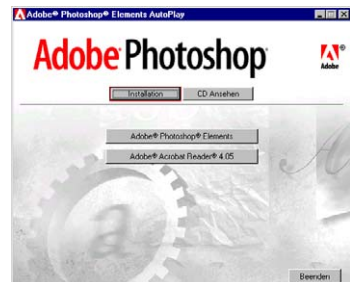 Adobe® Photoshop® Elements AutoPlay
Adobe Photoshop®
Adobe
Installation CD Ansehen
Adobe® Photoshop® Elements
Adobe® Acrobat Reader® 4.05
Beenden